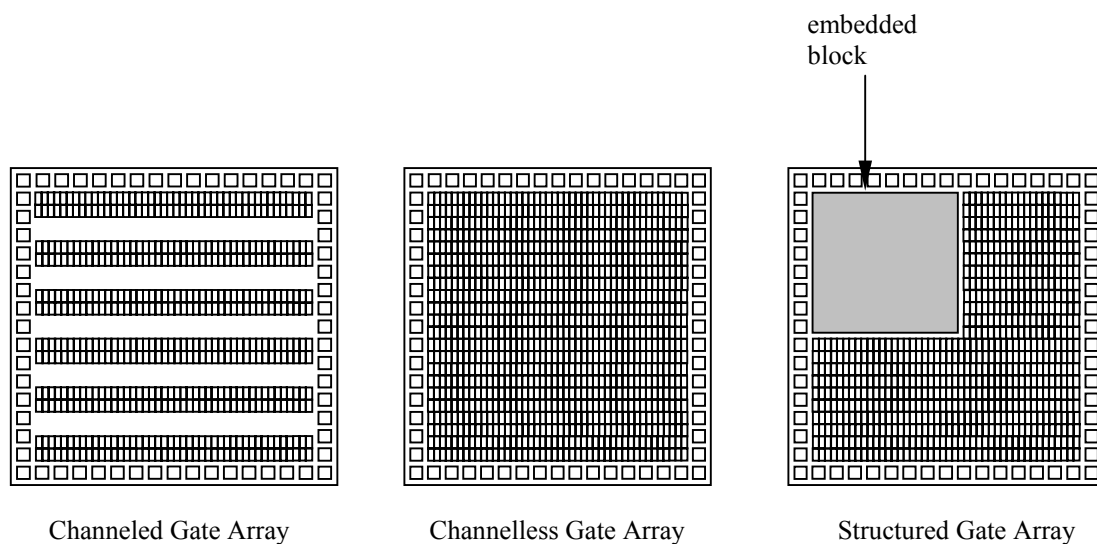 embedded
block
Channeled Gate Array
Channelless Gate Array
Structured Gate Array